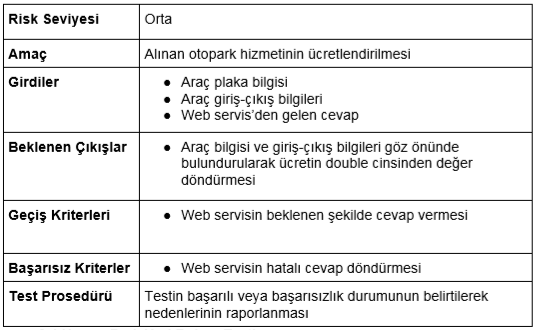 Risk Seviyesi Orta
Amaç Alınan otopark hizmetinin ücretlendirilmesi
Girdiler ● Araç plaka bilgisi
● Araç giriş-çıkış bilgileri
● Web servis’den gelen cevap
Beklenen Çıkışlar ● Araç bilgisi ve giriş-çıkış bilgileri göz önünde
bulundurularak ücretin double cinsinden değer
döndürmesi
Geçiş Kriterleri ● Web servisin beklenen şekilde cevap vermesi
Başarısız Kriterler ● Web servisin hatalı cevap döndürmesi
Test Prosedürü Testin başarılı veya başarısızlık durumunun belirtilerek
nedenlerinin raporlanması